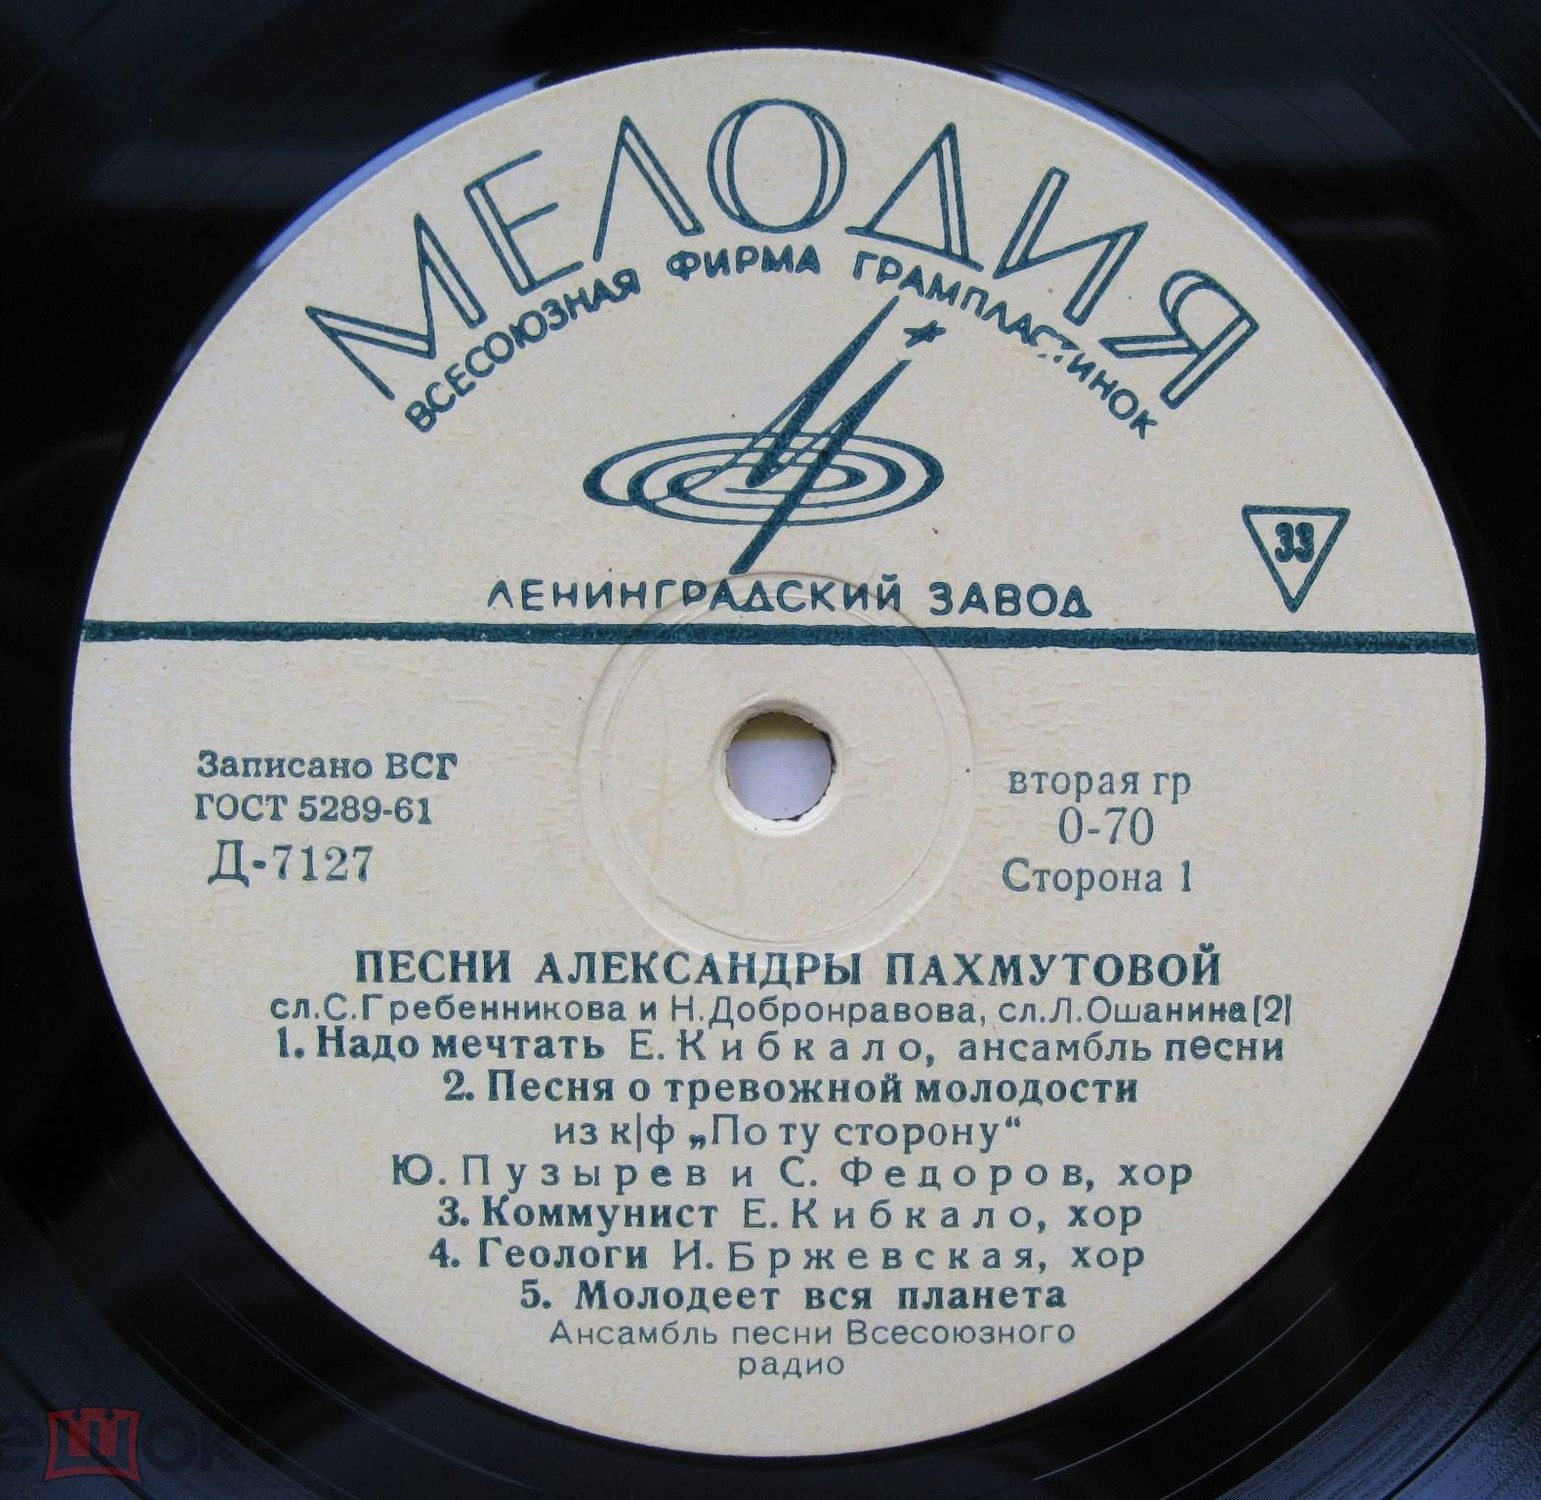 МЕЛОДИЯ
ВСЕСОЮЗНАЯ ФИРМА ГРАМПЛАСТИНОК
33
ЛЕНИНГРАДСКИЙ ЗАВОД
Записано ВСГ
ГОСТ 5289-61
Д-7127
вторая гр
0-70
Сторона 1
ПЕСНИ АЛЕКСАНДРЫ ПАХМУТОВОЙ
сл.С.Гребенникова и Н.Добронравова, сл.Л.Ошанина(2)
1. Надо мечтать Е. Кибкало, ансамбль песни
2. Песня о тревожной молодости
из к|ф „По ту сторону“
Ю. Пузырев и С. Федоров, хор
3. Коммунист Е. Кибкало, хор
4. Геологи И. Бржевская, хор
5. Молодеет вся планета
Ансамбль песни Всесоюзного
радио
ешок